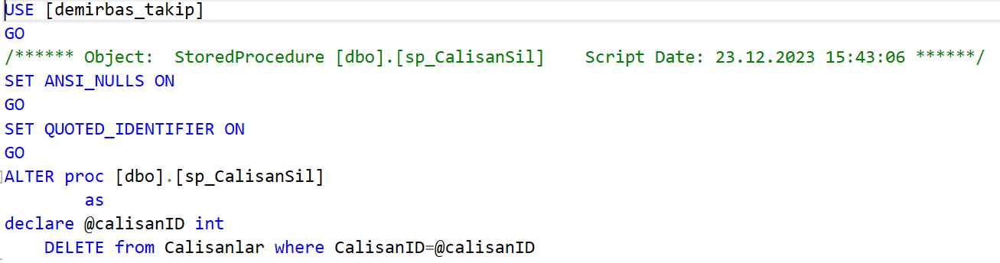 USE [demirbas_takip]
GO
/****** Object:  StoredProcedure [dbo].[sp_CalisanSil]    Script Date: 23.12.2023 15:43:06 ******/
SET ANSI_NULLS ON
GO
SET QUOTED_IDENTIFIER ON
GO
ALTER proc [dbo].[sp_CalisanSil]
        as
declare @calisanID int
    DELETE from Calisanlar where CalisanID=@calisanID